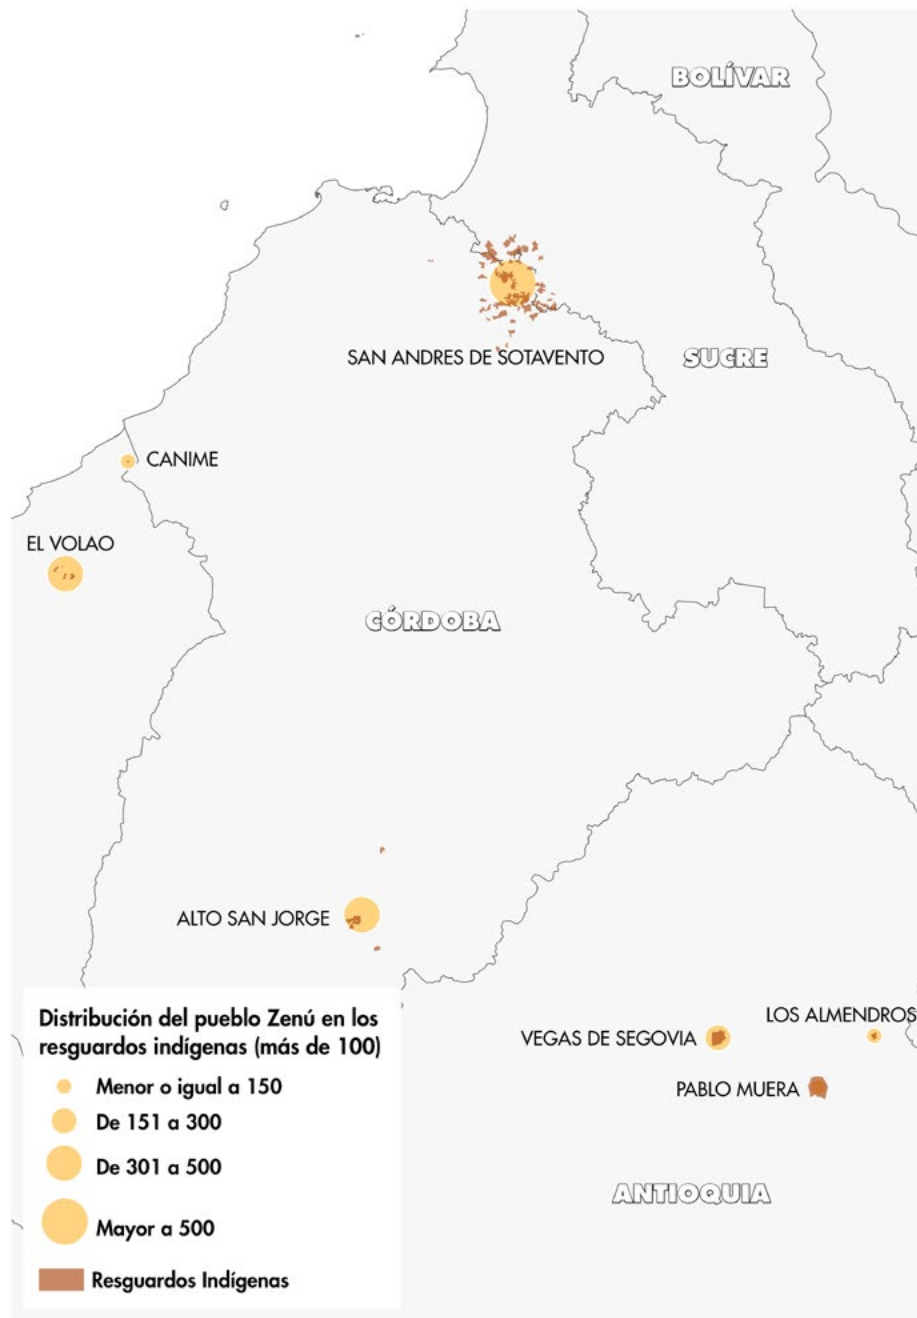 BOLÍVAR
SAN ANDRES DE SOTAVENTO
SUCRE
CANIME
EL VOLAO
CÓRDOBA
ALTO SAN JORGE
LOS ALMENDROS
VEGAS DE SEGOVIA
PABLO MUERA
ANTIOQUIA
Distribución del pueblo Zenú en los
resguardos indígenas (más de 100)
Menor o igual a 150
De 151 a 300
De 301 a 500
Mayor a 500
Resguardos Indígenas